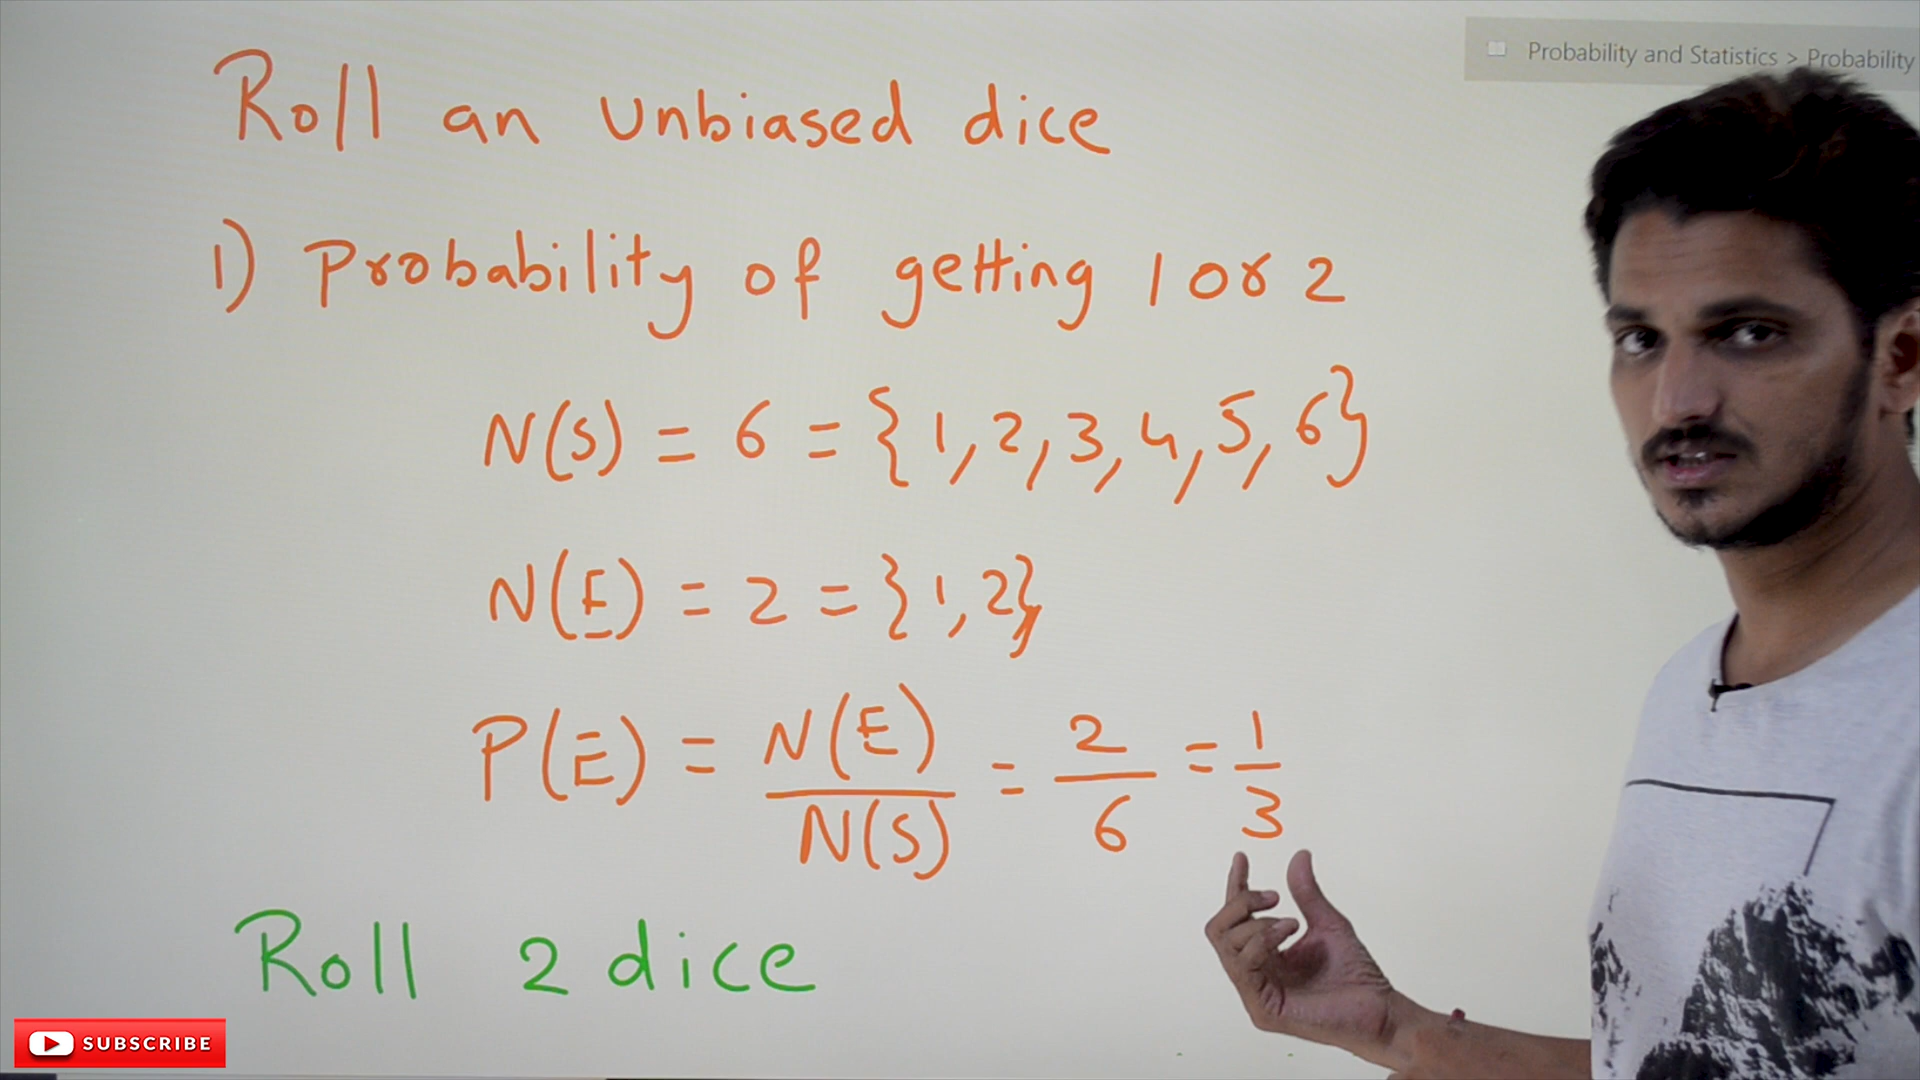 Probability and Statistics > Probability
Roll an unbiased dice
1) Probability of getting 1 or 2
N(S) = 6 = {1,2,3,4,5,6}
N(E) = 2 = {1,2}
P(E) = N(E)/N(S) = 2/6 = 1/3
Roll 2 dice
SUBSCRIBE